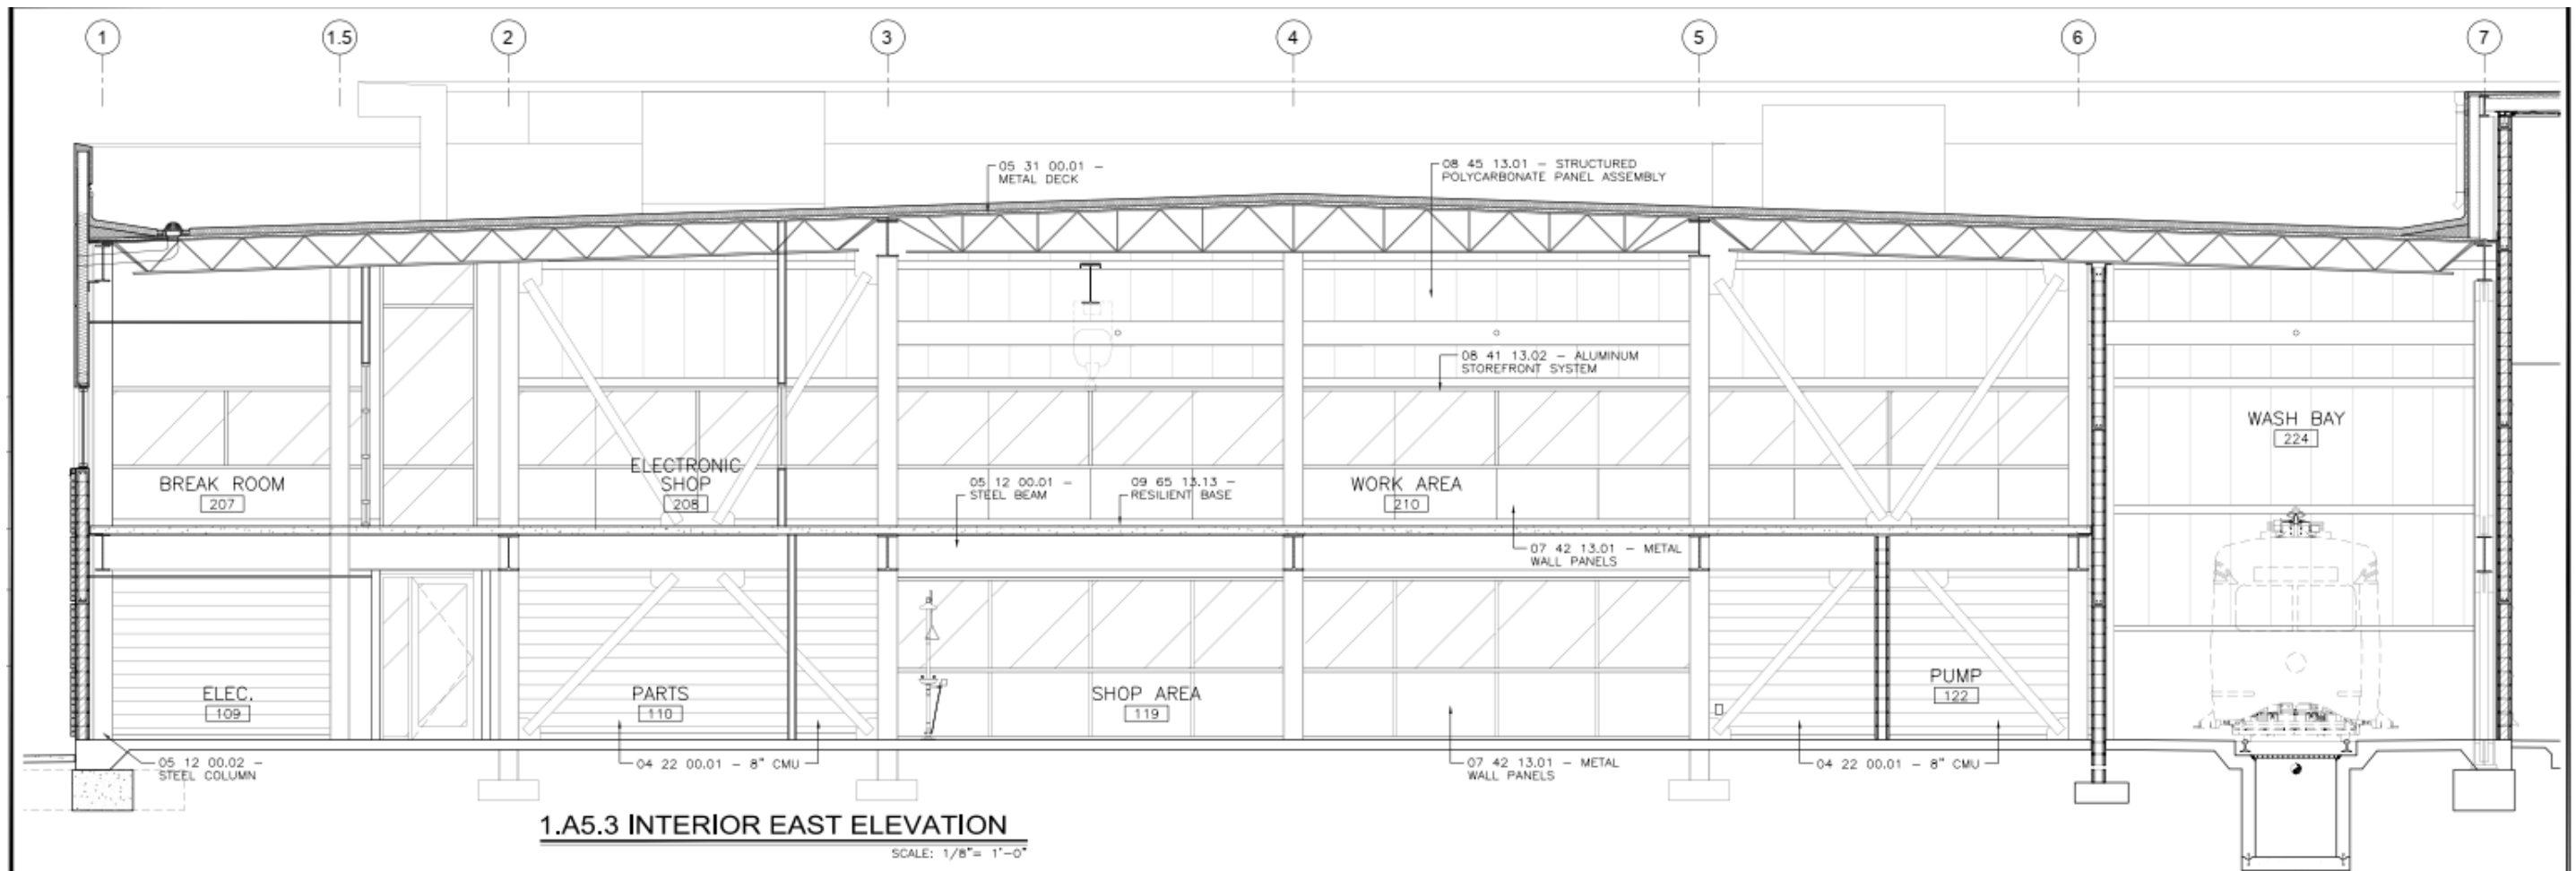 1
1.5
2
3
4
5
6
7
05 31 00.01 –
METAL DECK
08 45 13.01 – STRUCTURED
POLYCARBONATE PANEL ASSEMBLY
08 41 13.02 – ALUMINUM
STOREFRONT SYSTEM
WASH BAY
224
BREAK ROOM
207
ELECTRONIC
SHOP
208
05 12 00.01 –
STEEL BEAM
09 65 13.13 –
RESILIENT BASE
WORK AREA
210
07 42 13.01 – METAL
WALL PANELS
ELEC.
109
PARTS
110
SHOP AREA
119
PUMP
122
05 12 00.02 –
STEEL COLUMN
04 22 00.01 – 8" CMU
07 42 13.01 – METAL
WALL PANELS
04 22 00.01 – 8" CMU
1.A5.3 INTERIOR EAST ELEVATION
SCALE: 1/8"= 1'–0"